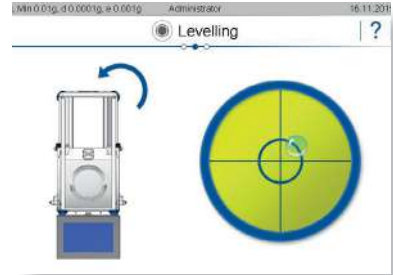 , Min 0.01g, d 0.0001g, e 0.001g Administrator 16.11.201
Levelling ?